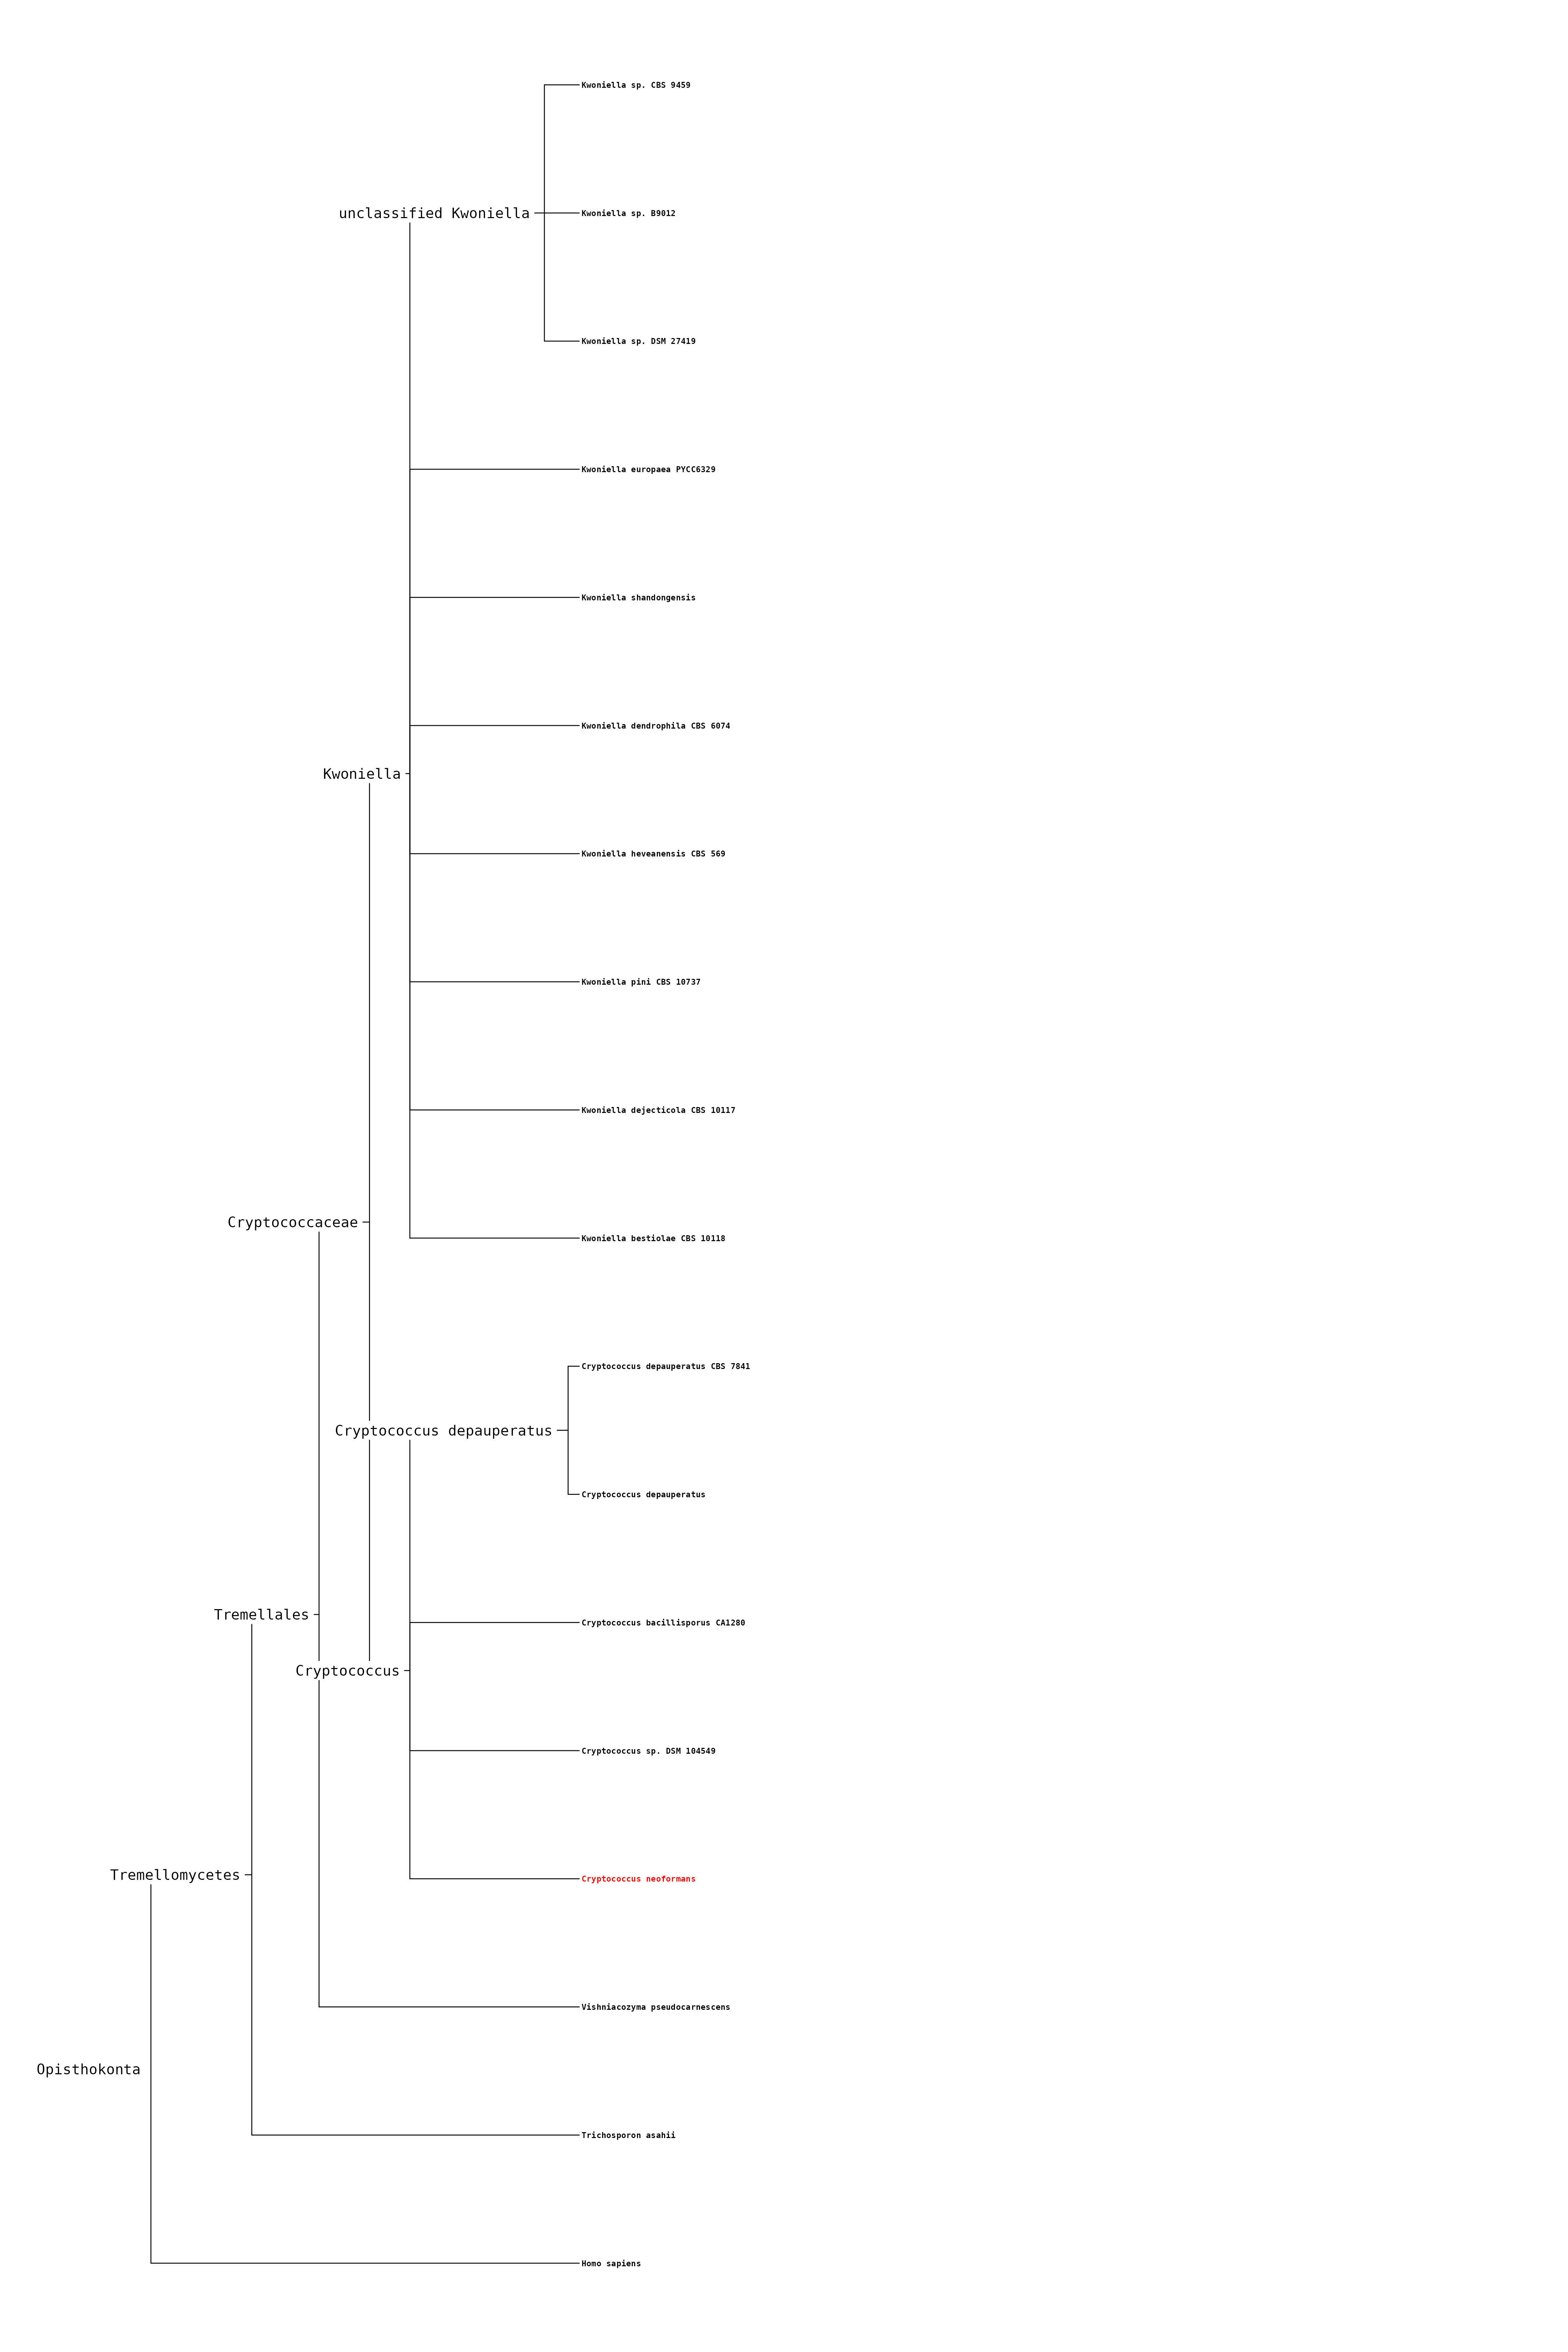 Kwoniella sp. CBS 9459
unclassified Kwoniella
Kwoniella sp. B9012
Kwoniella sp. DSM 27419
Kwoniella europaea PYCC6329
Kwoniella shandongensis
Kwoniella dendrophila CBS 6074
Kwoniella
Kwoniella heveanensis CBS 569
Kwoniella pini CBS 10737
Kwoniella dejecticola CBS 10117
Cryptococcaceae
Kwoniella bestiolae CBS 10118
Cryptococcus depauperatus CBS 7841
Cryptococcus depauperatus
Cryptococcus depauperatus
Tremellales
Cryptococcus bacillisporus CA1280
Cryptococcus
Cryptococcus sp. DSM 104549
Tremellomycetes
Cryptococcus neoformans
Vishniacozyma pseudocarnescens
Opisthokonta
Trichosporon asahii
Homo sapiens